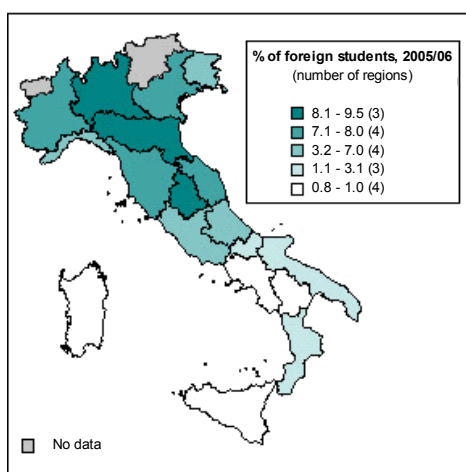 % of foreign students, 2005/06
(number of regions)
8.1 - 9.5 (3)
7.1 - 8.0 (4)
3.2 - 7.0 (4)
1.1 - 3.1 (3)
0.8 - 1.0 (4)
No data